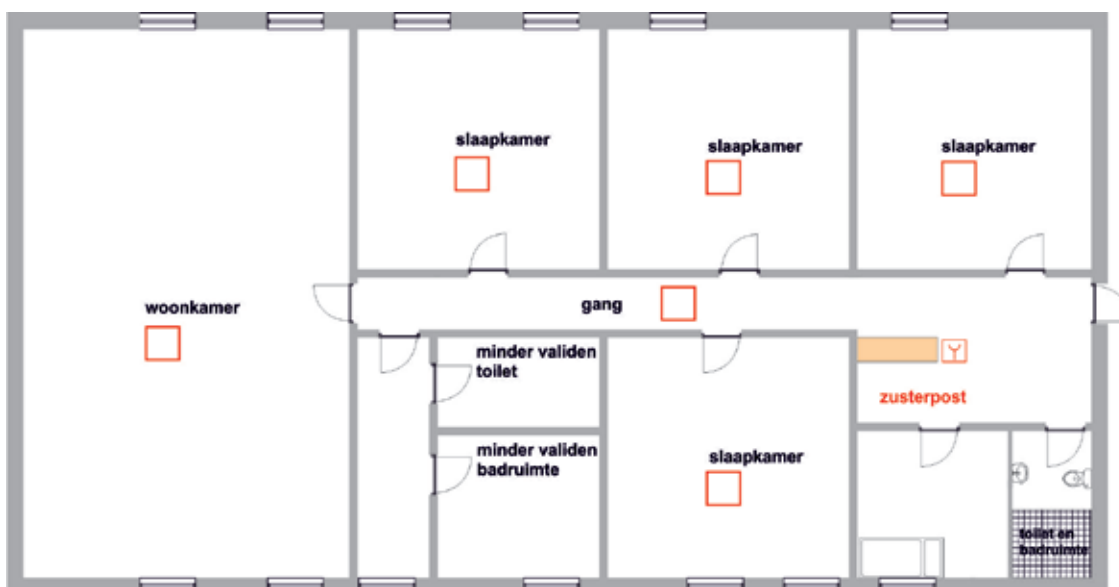 slaapkamer
slaapkamer
slaapkamer
woonkamer
gang
minder validen
toilet
zusterpost
minder validen
badruimte
slaapkamer
toilet en
badruimte